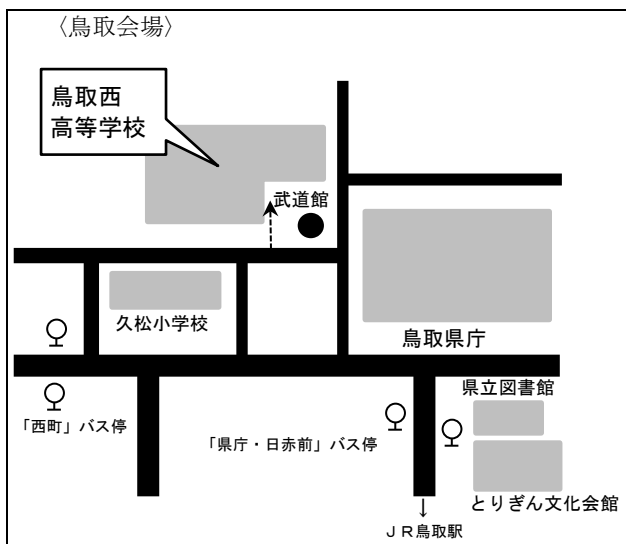 〈鳥取会場〉
鳥取西
高等学校
武道館
久松小学校
鳥取県庁
県立図書館
「西町」バス停
「県庁・日赤前」バス停
とりぎん文化会館
↓
ＪＲ鳥取駅